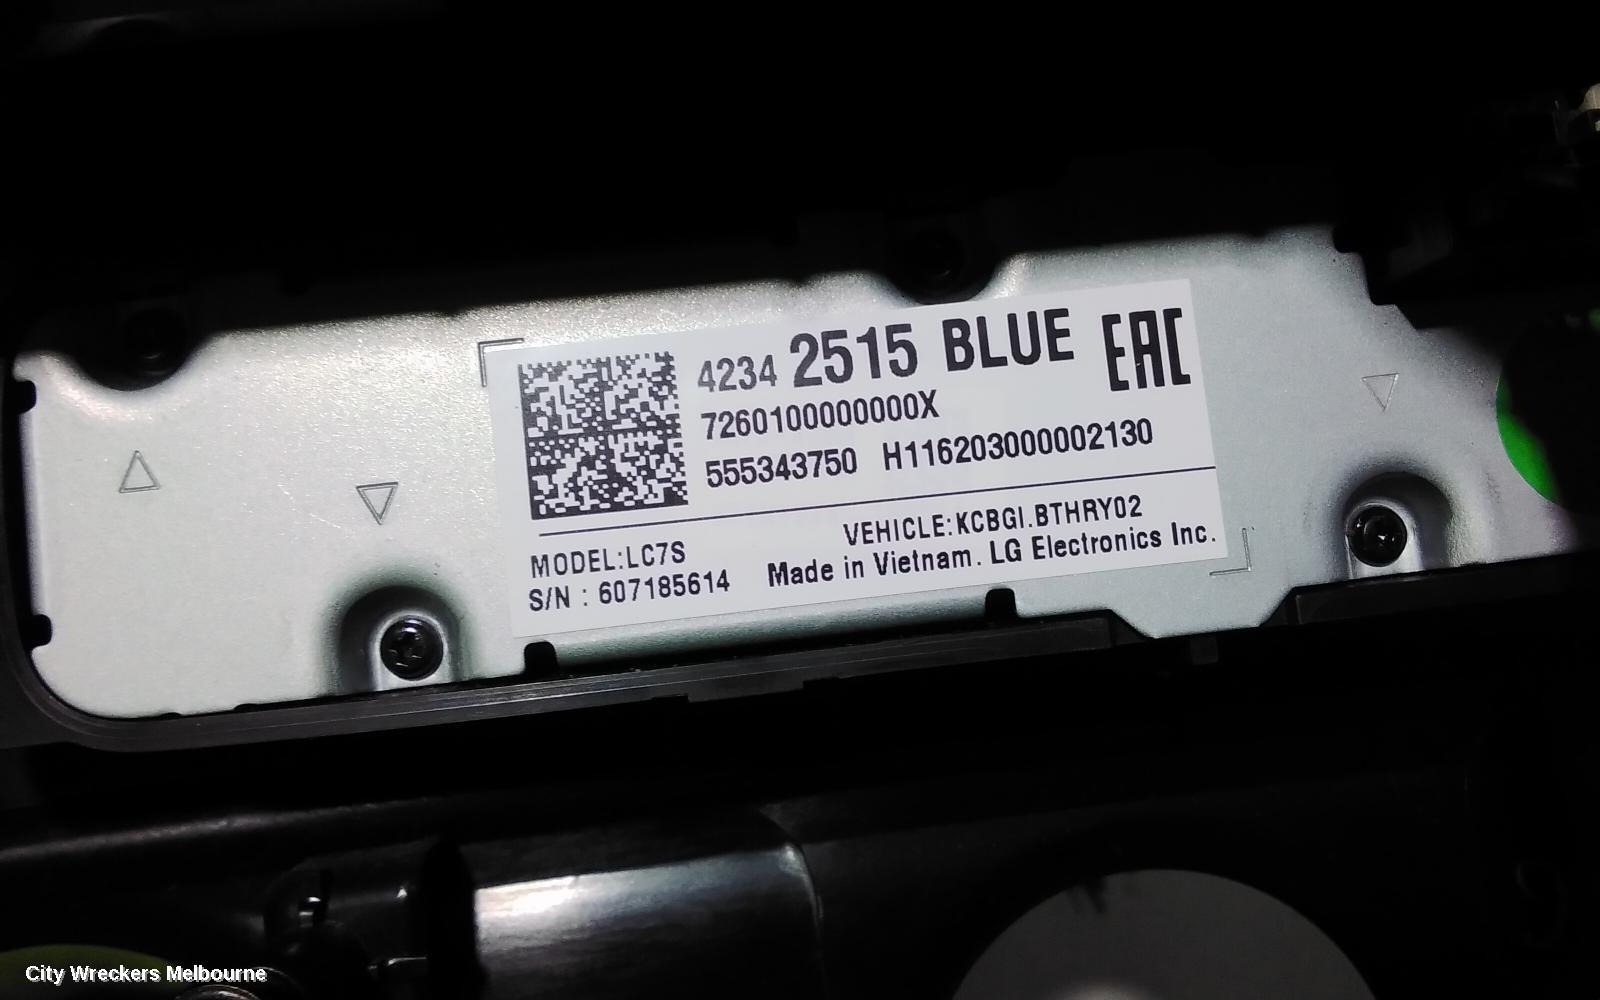 4234 2515 BLUE EAC
7260100000000X
555343750 H116203000002130
VEHICLE:KCBGI.BTHRY02
MODEL:LC7S
Made in Vietnam. LG Electronics Inc.
S/N : 607185614
City Wreckers Melbourne